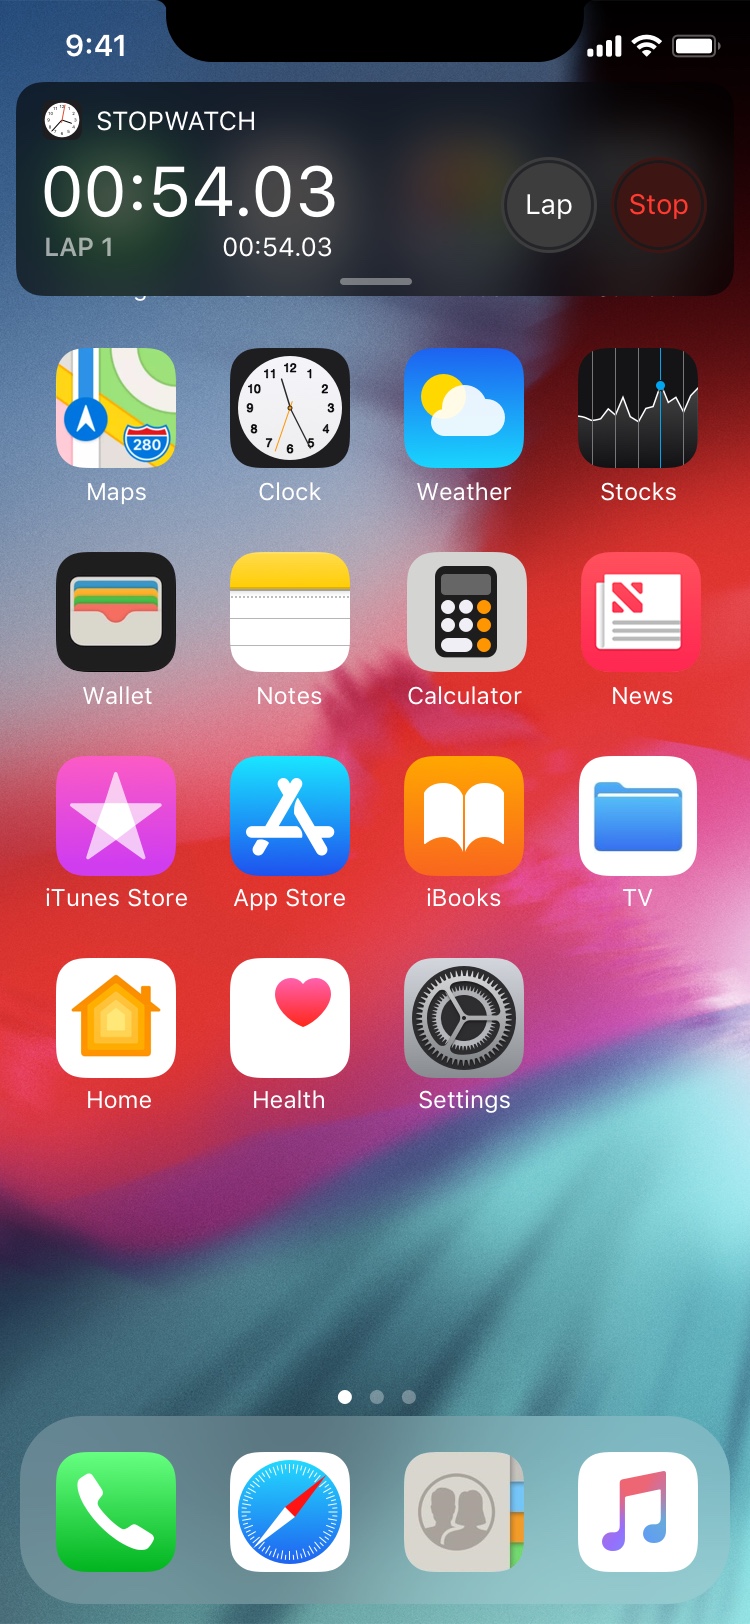 9:41
STOPWATCH
00:54.03
Lap
Stop
LAP 1
00:54.03
280
12
1
2
3
4
5
6
7
8
9
10
11
Maps
Clock
Weather
Stocks
Wallet
Notes
Calculator
News
iTunes Store
App Store
iBooks
TV
Home
Health
Settings